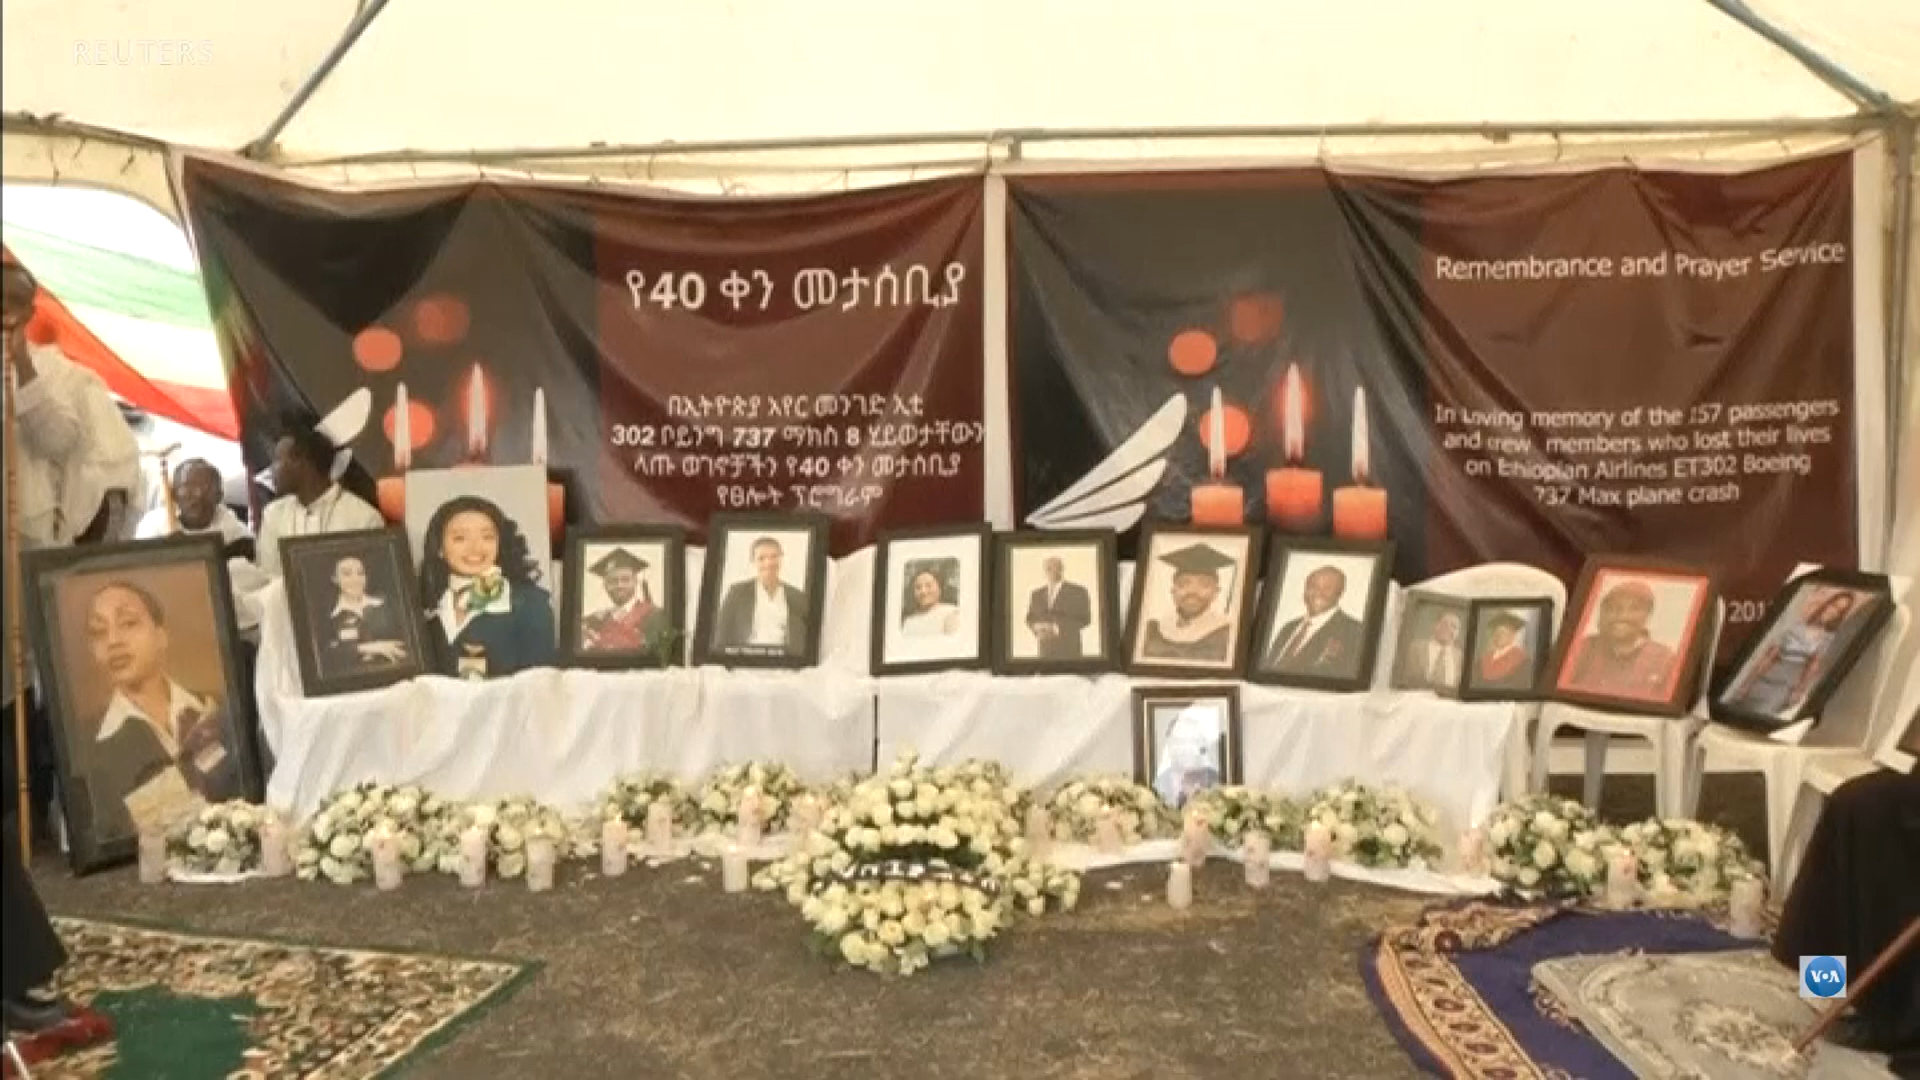 REUTERS
የ40 ቀን መታሰቢያ
በኢትዮጵያ አየር መንገድ ኢቲ
302 ቦይንግ 737 ማክስ 8 ሂይወታቸውን
ላጡ ወገኖቻችን የ40 ቀን መታሰቢያ
የፀሎት ፕሮግራም
Remembrance and Prayer Service
In Loving memory of the 157 passengers
and crew members who lost their lives
on Ethiopian Airlines ET302 Boeing
737 Max plane crash
VOA